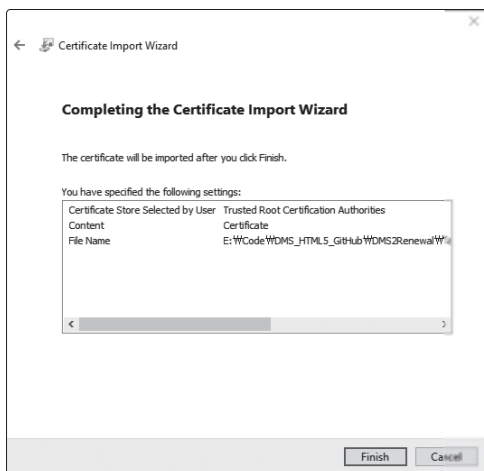 Certificate Import Wizard
Completing the Certificate Import Wizard
The certificate will be imported after you click Finish.
You have specified the following settings:
Certificate Store Selected by User Trusted Root Certification Authorities
Content Certificate
File Name E:₩Code₩DMS_HTML5_GitHub₩DMS2Renewal₩
Finish Cancel